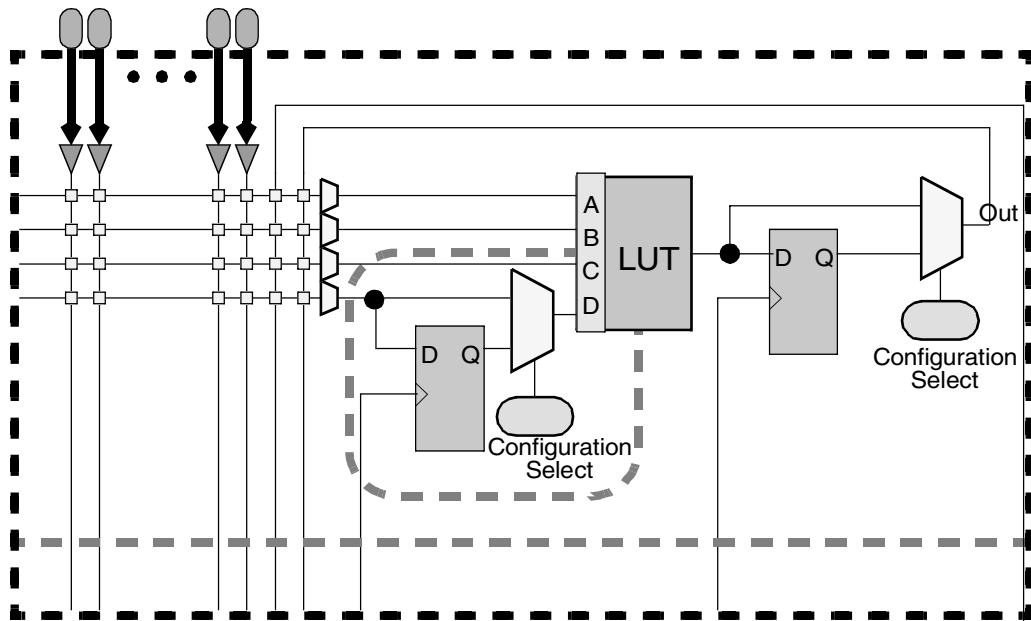 A
B
C
D
LUT
D Q
Out
Configuration
Select
D Q
Configuration
Select